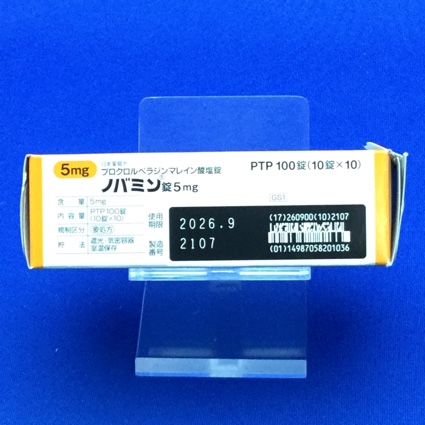 5mg
日本薬局方
プロクロルペラジンマレイン酸塩錠
ノバミン錠5mg
PTP 100錠(10錠×10)
含 量 5mg
内 容 量 PTP 100錠
(10錠×10)
規制区分 要処方
貯 法 遮光・気密容器
室温保存
使用
期限
2026.9
製造
番号
2107
(GS1)
(17)260900(10)2107
(01)14987058201036